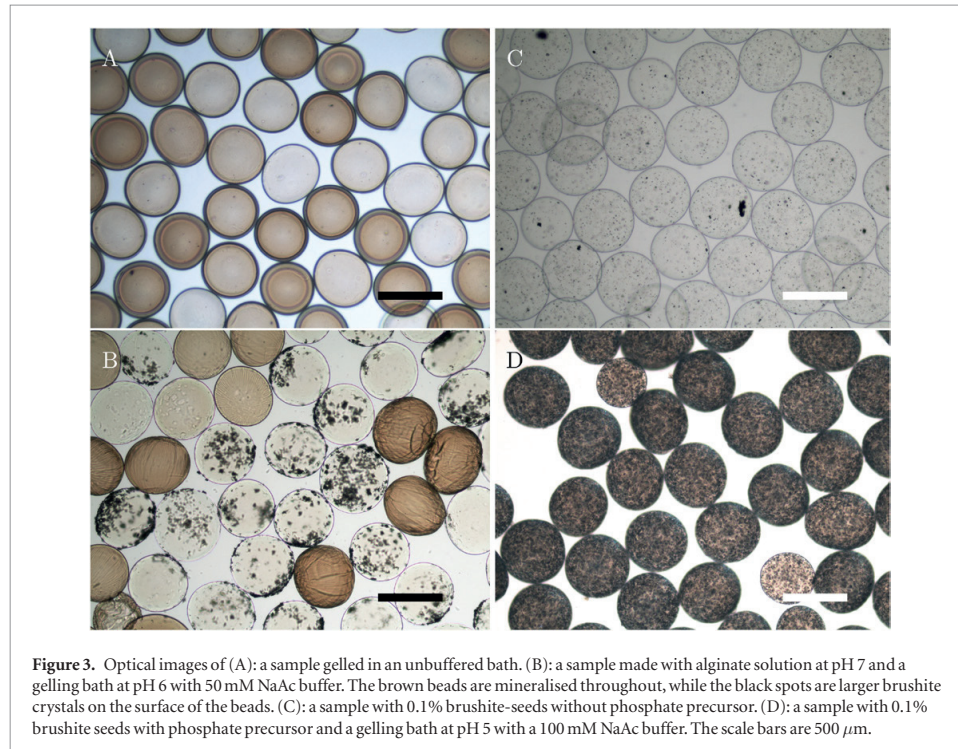 A
C
B
D
Figure 3. Optical images of (A): a sample gelled in an unbuffered bath. (B): a sample made with alginate solution at pH 7 and a
gelling bath at pH 6 with 50 mM NaAc buffer. The brown beads are mineralised throughout, while the black spots are larger brushite
crystals on the surface of the beads. (C): a sample with 0.1% brushite-seeds without phosphate precursor. (D): a sample with 0.1%
brushite seeds with phosphate precursor and a gelling bath at pH 5 with a 100 mM NaAc buffer. The scale bars are 500 μm.